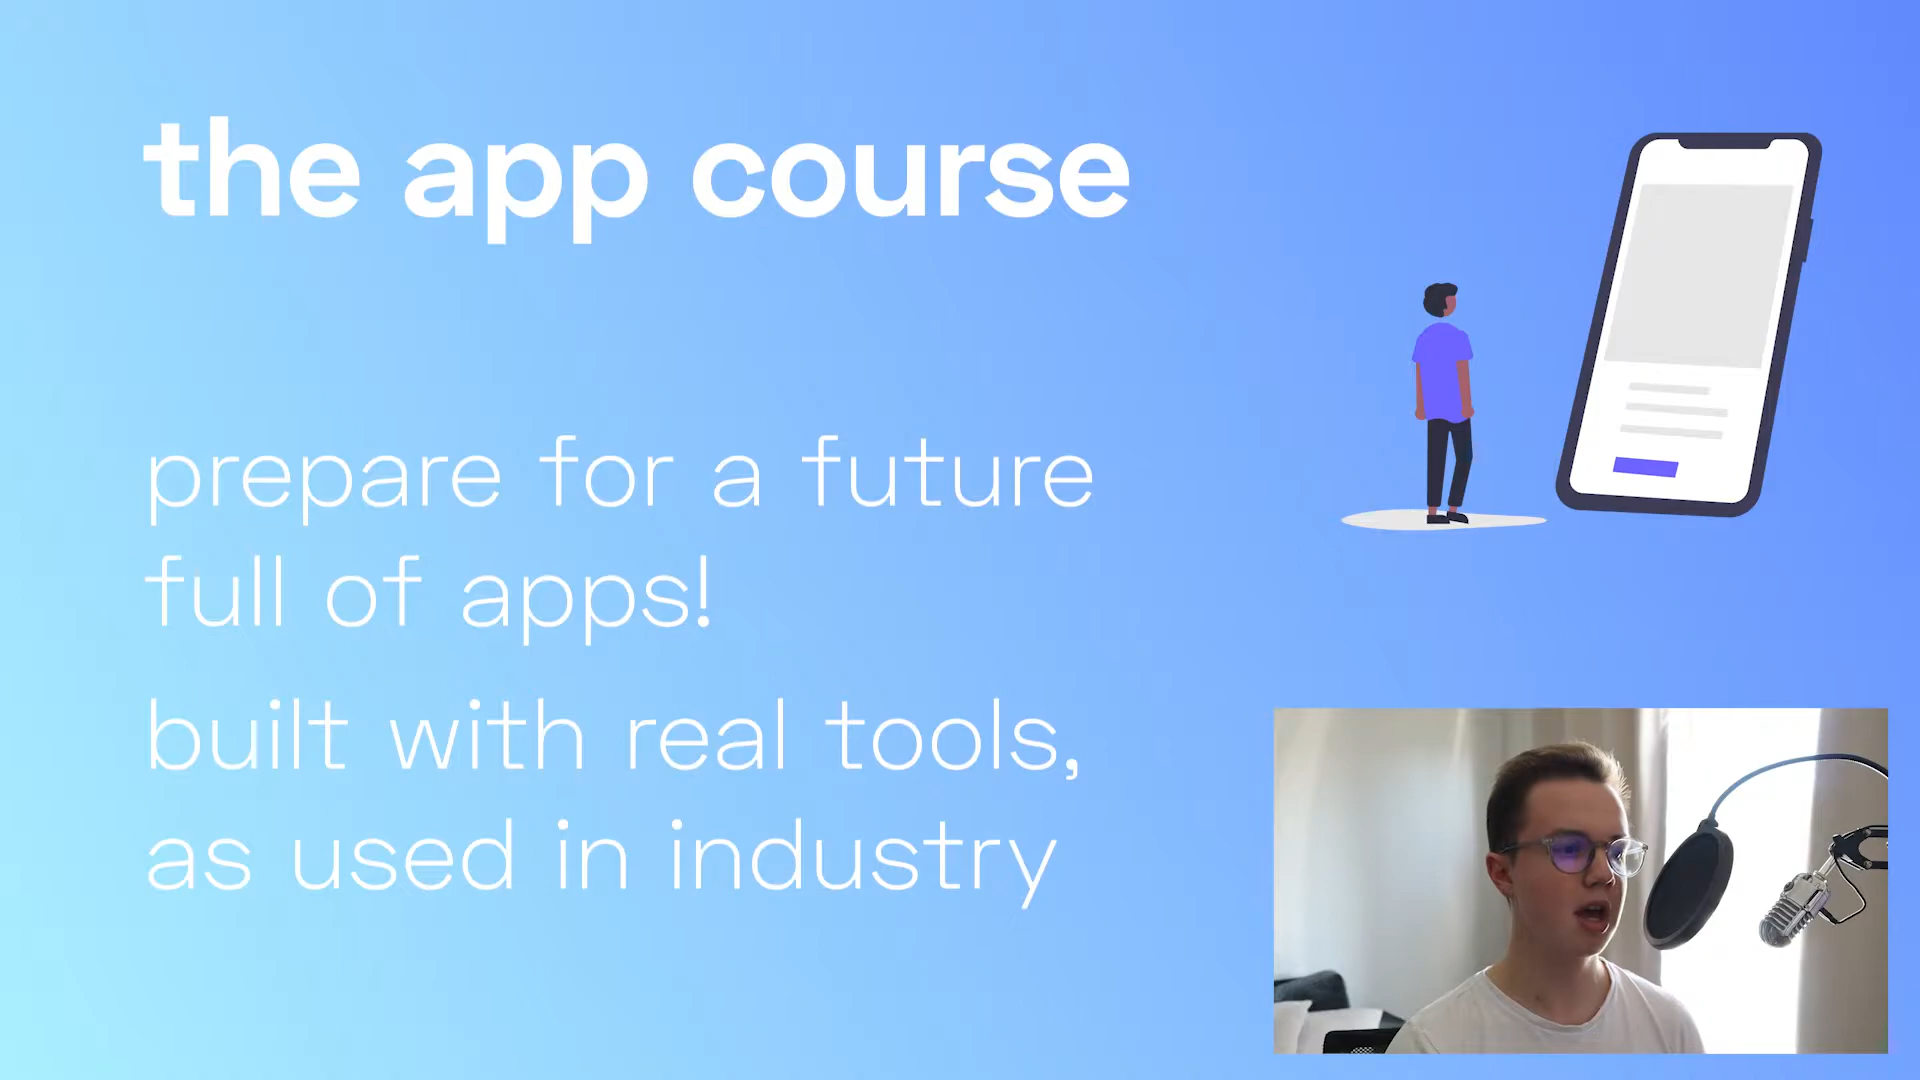 the app course
prepare for a future
full of apps!
built with real tools,
as used in industry